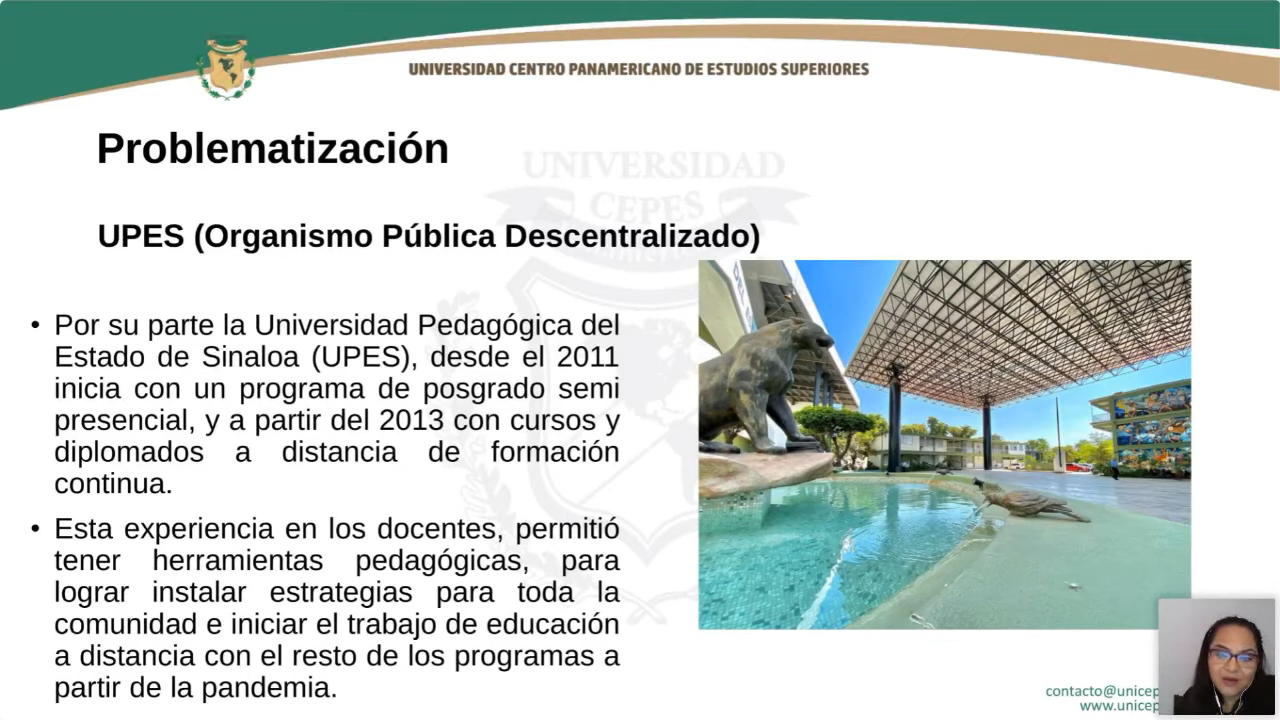 UNIVERSIDAD CENTRO PANAMERICANO DE ESTUDIOS SUPERIORES
Problematización
UNIVERSIDAD
CEPES
UPES (Organismo Pública Descentralizado)
• Por su parte la Universidad Pedagógica del
Estado de Sinaloa (UPES), desde el 2011
inicia con un programa de posgrado semi
presencial, y a partir del 2013 con cursos y
diplomados a distancia de formación
continua.
• Esta experiencia en los docentes, permitió
tener herramientas pedagógicas, para
lograr instalar estrategias para toda la
comunidad e iniciar el trabajo de educación
a distancia con el resto de los programas a
partir de la pandemia.
contacto@unicep
www.unicep